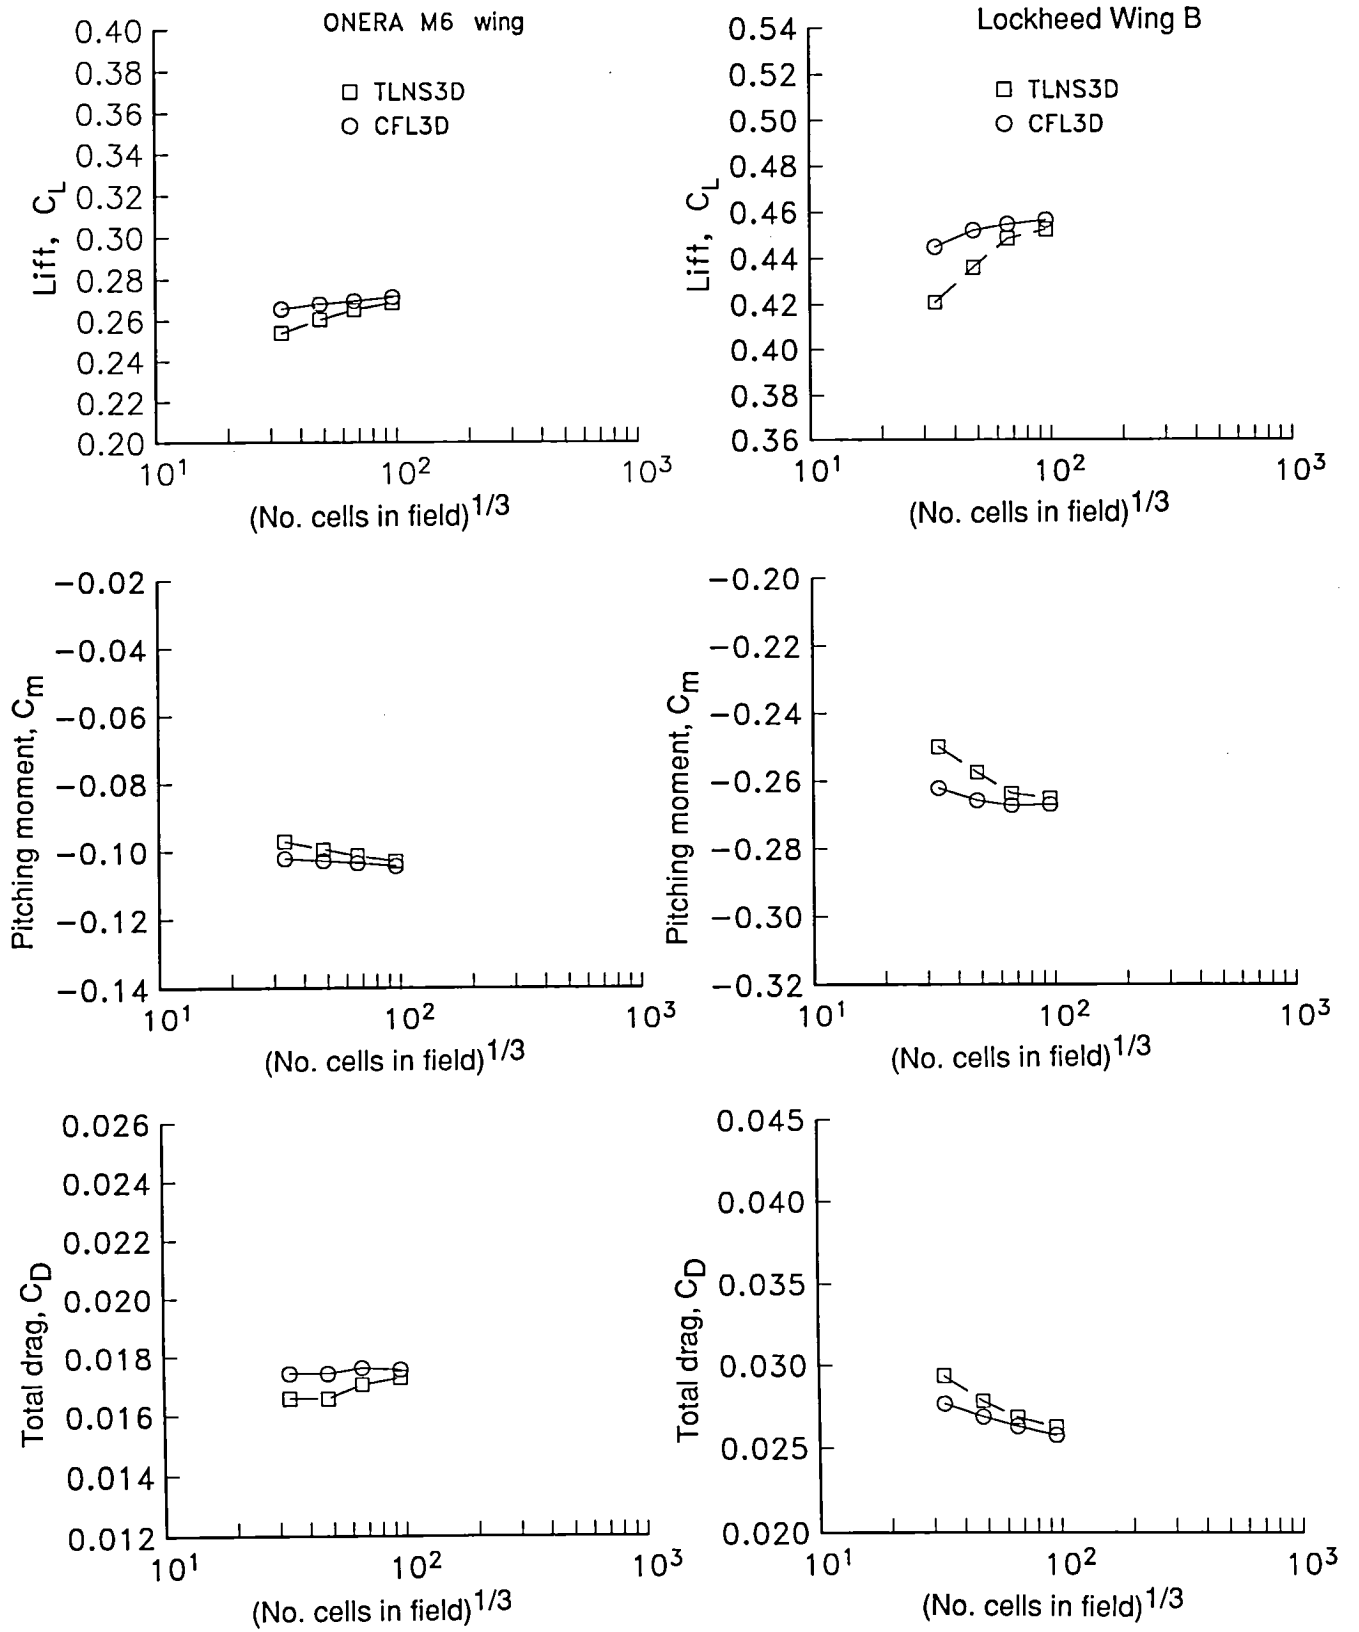 ONERA M6 wing
□ TLNS3D
○ CFL3D
Lift, C_L
0.40
0.38
0.36
0.34
0.32
0.30
0.28
0.26
0.24
0.22
0.20
10^1 10^2 10^3
(No. cells in field)^1/3
Lockheed Wing B
□ TLNS3D
○ CFL3D
Lift, C_L
0.54
0.52
0.50
0.48
0.46
0.44
0.42
0.40
0.38
0.36
10^1 10^2 10^3
(No. cells in field)^1/3
Pitching moment, C_m
−0.02
−0.04
−0.06
−0.08
−0.10
−0.12
−0.14
10^1 10^2 10^3
(No. cells in field)^1/3
Pitching moment, C_m
−0.20
−0.22
−0.24
−0.26
−0.28
−0.30
−0.32
10^1 10^2 10^3
(No. cells in field)^1/3
Total drag, C_D
0.026
0.024
0.022
0.020
0.018
0.016
0.014
0.012
10^1 10^2 10^3
(No. cells in field)^1/3
Total drag, C_D
0.045
0.040
0.035
0.030
0.025
0.020
10^1 10^2 10^3
(No. cells in field)^1/3